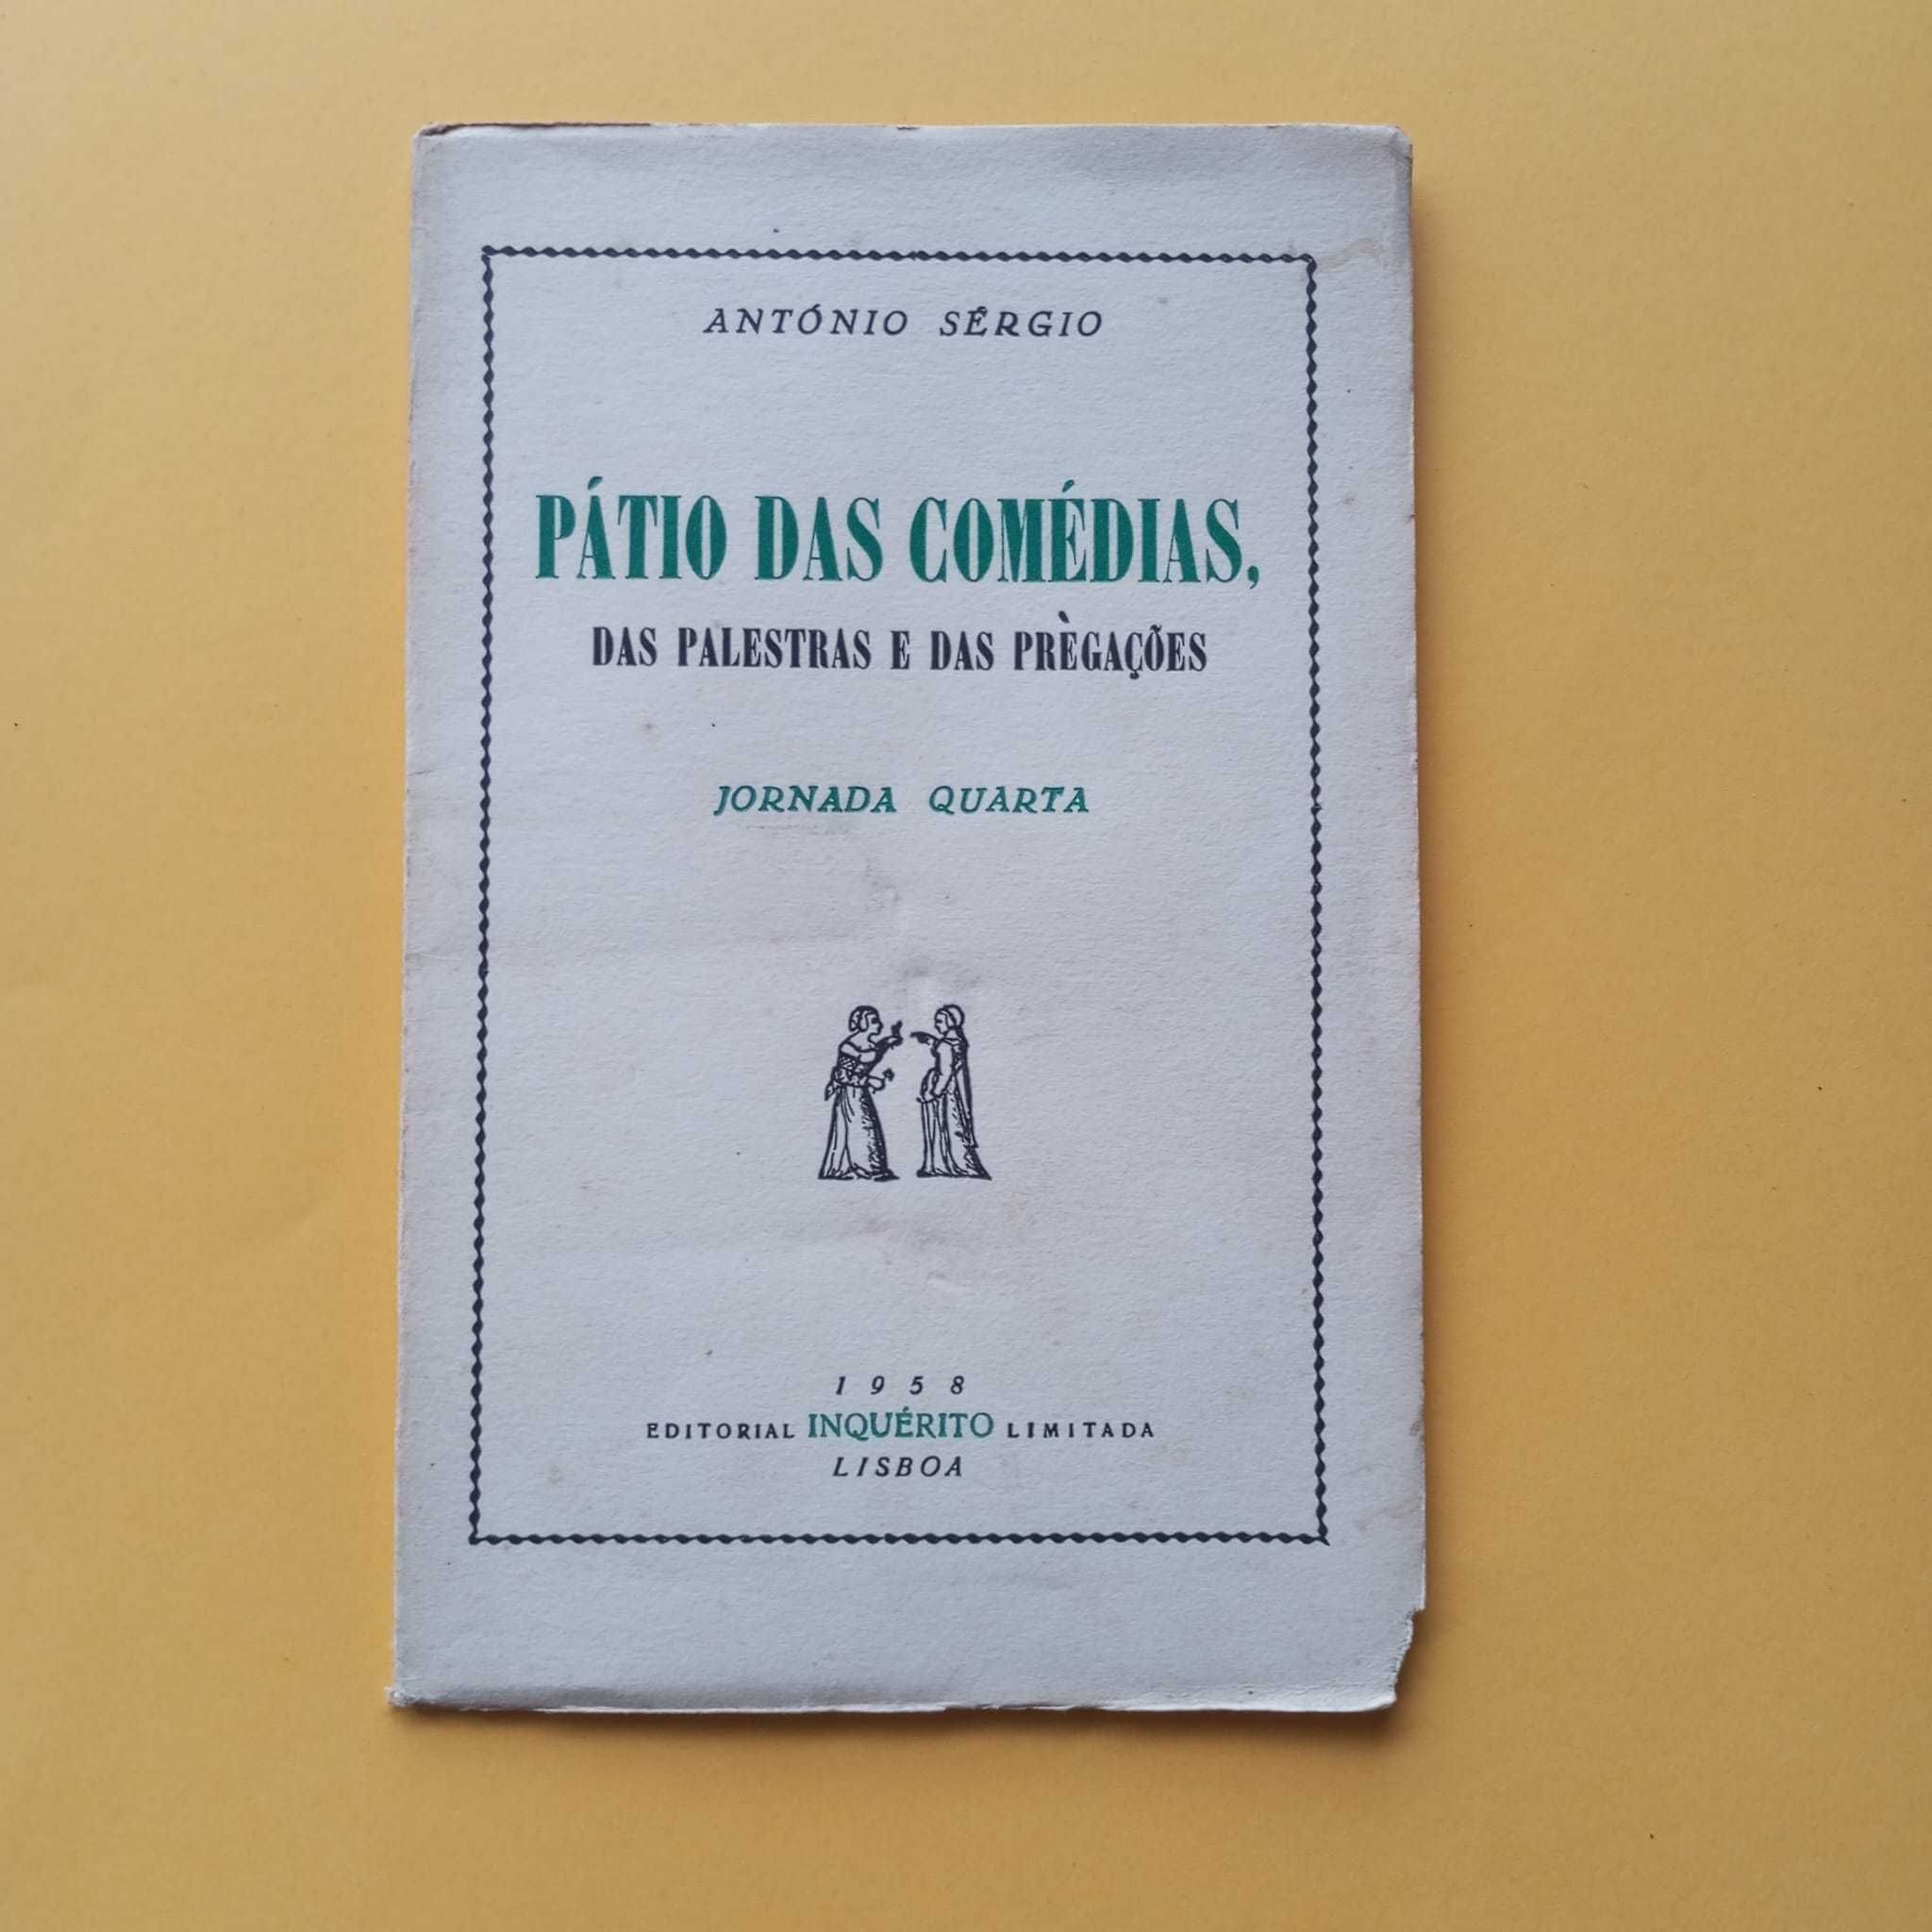 ANTÓNIO SÉRGIO
PÁTIO DAS COMÉDIAS,
DAS PALESTRAS E DAS PRÈGAÇÕES
JORNADA QUARTA
1958
EDITORIAL INQUÉRITO LIMITADA
LISBOA